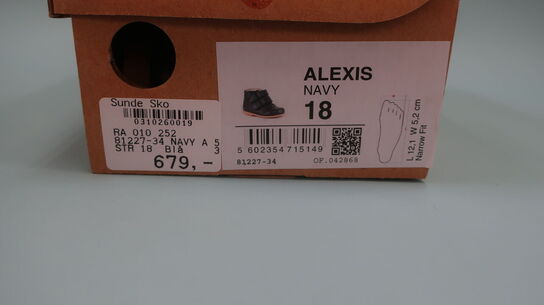 Sunde Sko
0310260019
RA 010 252
81227-34 NAVY A 5
STR 18 Blå 3
679,-
ALEXIS
NAVY
18
5 602354 715149
81227-34
OF.042868
L 12,1 W 5,2 cm
Narrow Fit